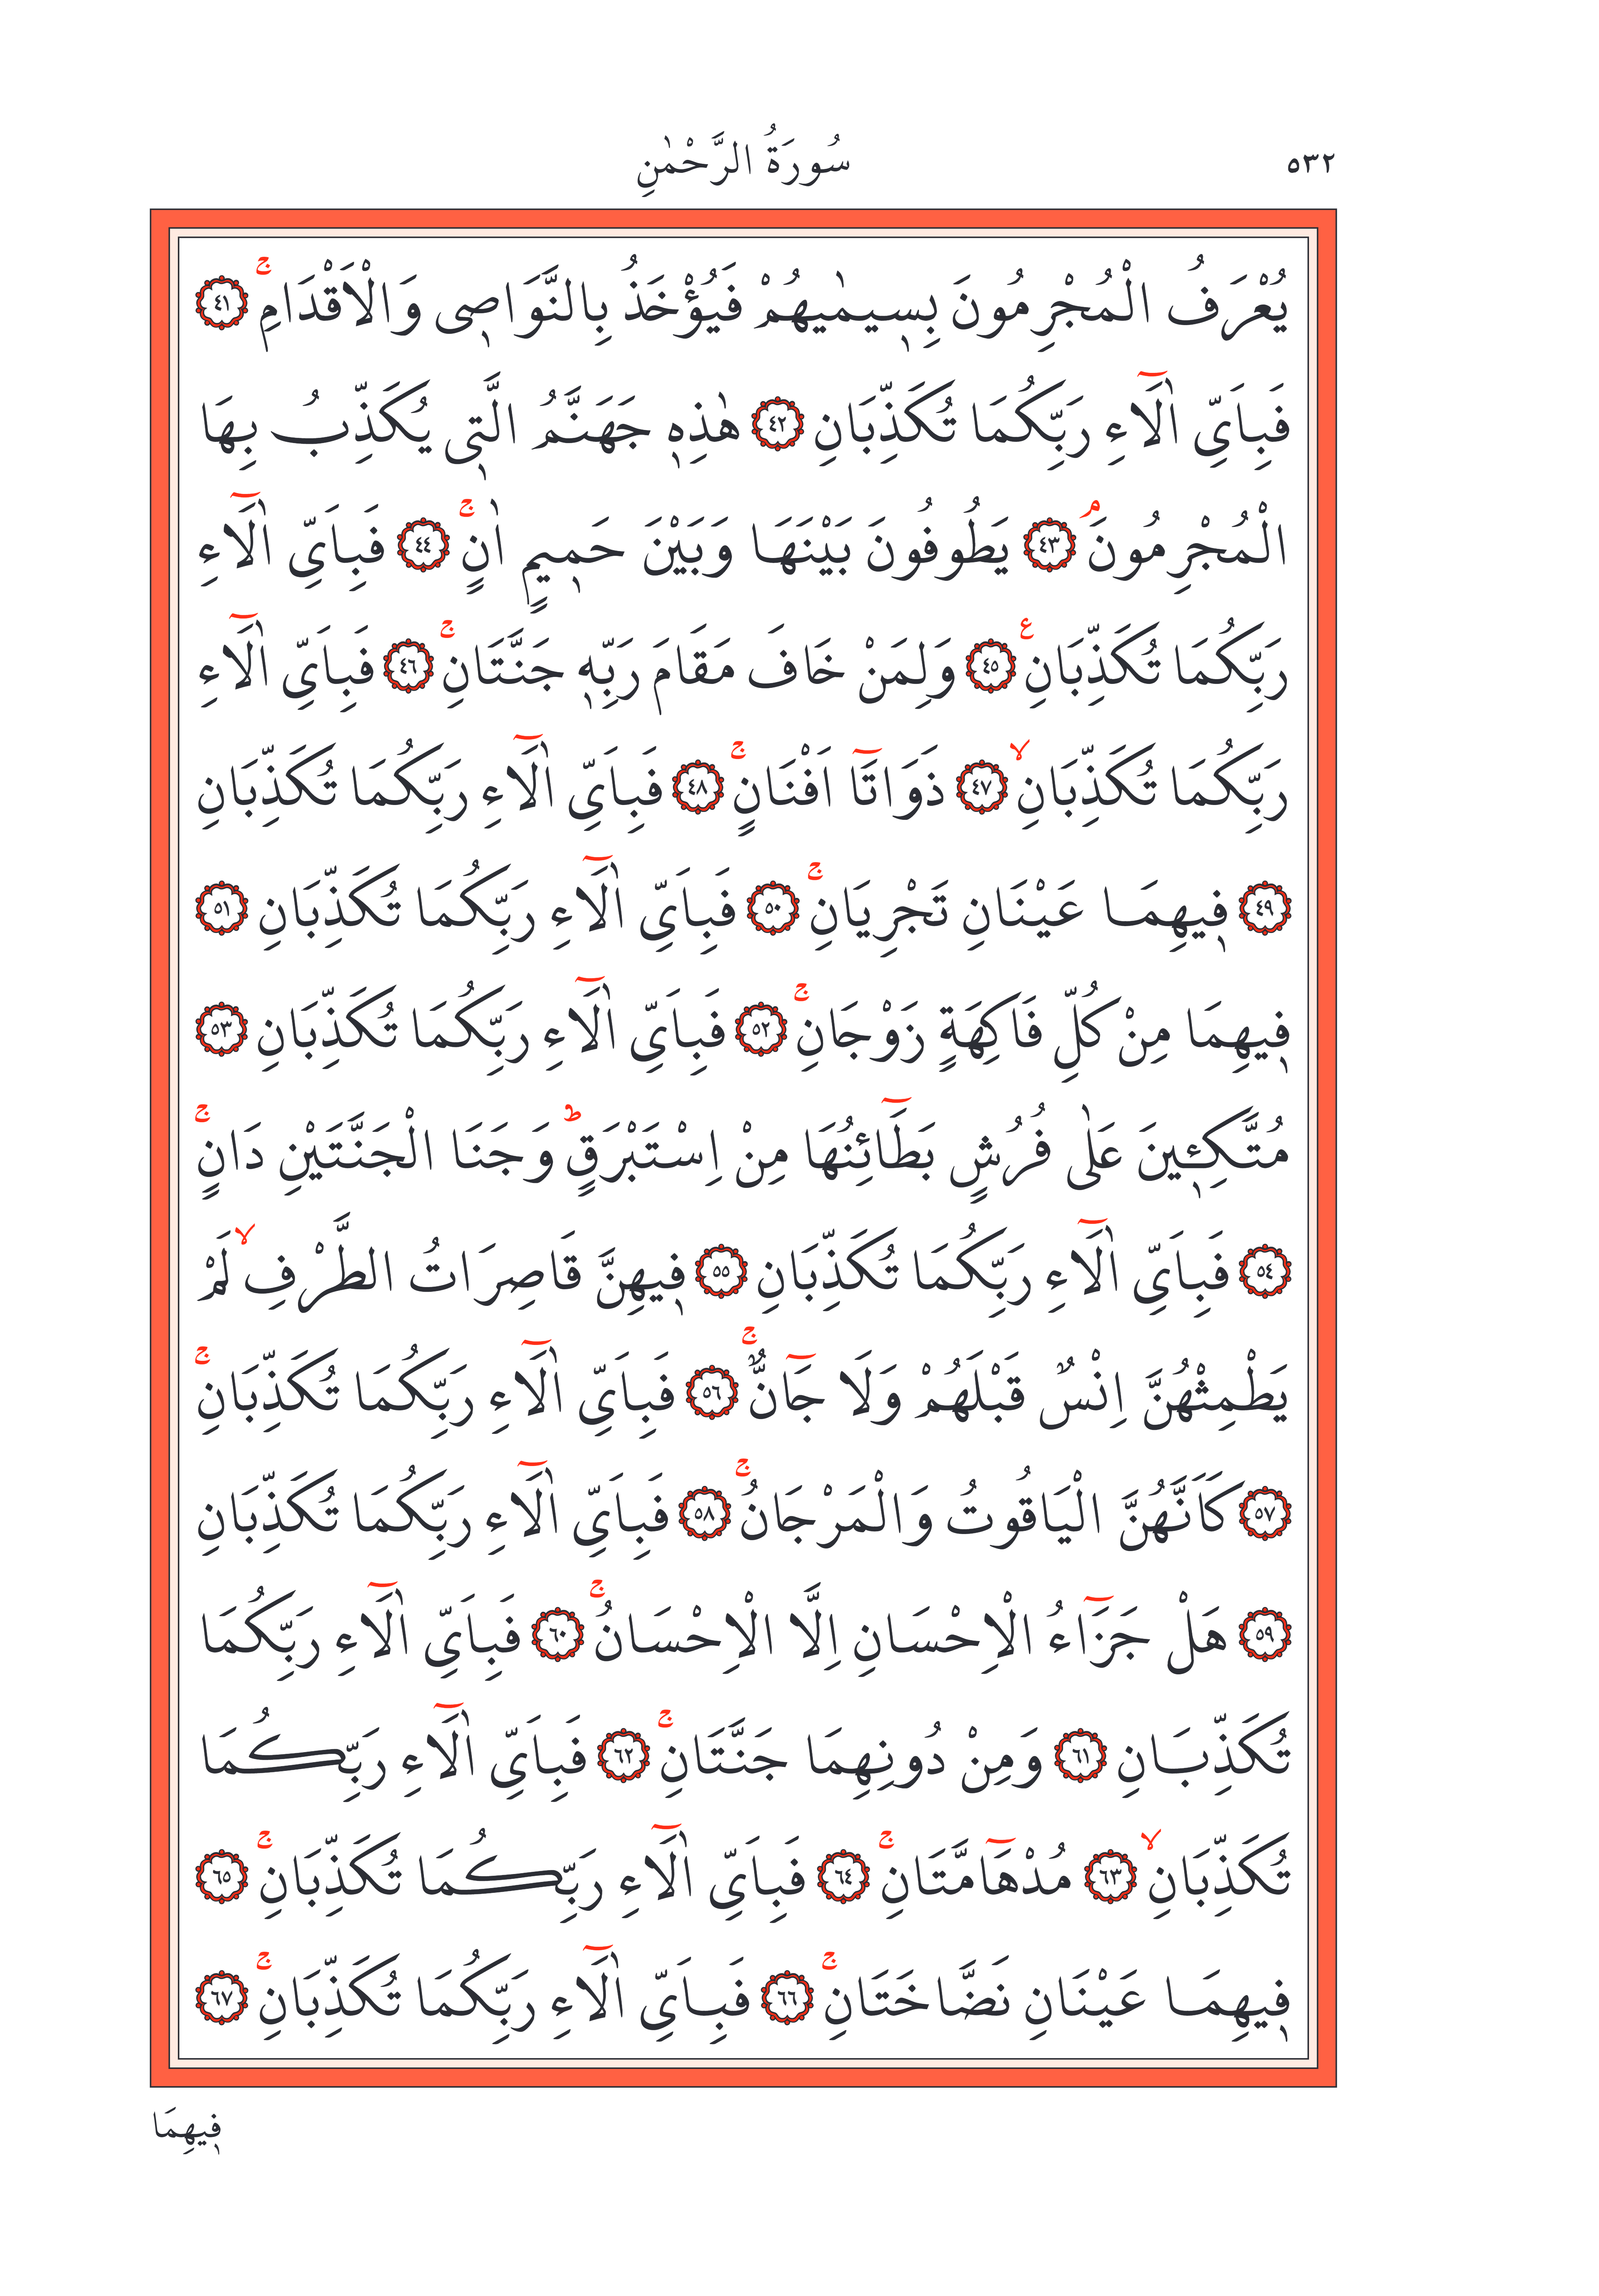 ٥٣٢
سُورَةُ الرَّحْمٰنِ
يُعْرَفُ الْمُجْرِمُونَ بِسٖيمٰيهُمْ فَيُؤْخَذُ بِالنَّوَاصٖى وَالْاَقْدَامِۚ ﴿٤١﴾
فَبِاَىِّ اٰلَٓاءِ رَبِّكُمَا تُكَذِّبَانِ ﴿٤٢﴾ هٰذِهٖ جَهَنَّمُ الَّتٖى يُكَذِّبُ بِهَا
الْمُجْرِمُونَۘ ﴿٤٣﴾ يَطُوفُونَ بَيْنَهَا وَبَيْنَ حَمٖيمٍ اٰنٍۚ ﴿٤٤﴾ فَبِاَىِّ اٰلَٓاءِ
رَبِّكُمَا تُكَذِّبَانِ ع ﴿٤٥﴾ وَلِمَنْ خَافَ مَقَامَ رَبِّهٖ جَنَّتَانِۚ ﴿٤٦﴾ فَبِاَىِّ اٰلَٓاءِ
رَبِّكُمَا تُكَذِّبَانِۙ ﴿٤٧﴾ ذَوَاتَٓا اَفْنَانٍۚ ﴿٤٨﴾ فَبِاَىِّ اٰلَٓاءِ رَبِّكُمَا تُكَذِّبَانِ
﴿٤٩﴾ فٖيهِمَا عَيْنَانِ تَجْرِيَانِۚ ﴿٥٠﴾ فَبِاَىِّ اٰلَٓاءِ رَبِّكُمَا تُكَذِّبَانِ ﴿٥١﴾
فٖيهِمَا مِنْ كُلِّ فَاكِهَةٍ زَوْجَانِۚ ﴿٥٢﴾ فَبِاَىِّ اٰلَٓاءِ رَبِّكُمَا تُكَذِّبَانِ ﴿٥٣﴾
مُتَّكِـٖٔينَ عَلٰى فُرُشٍ بَطَٓائِنُهَا مِنْ اِسْتَبْرَقٍؕ وَجَنَا الْجَنَّتَيْنِ دَانٍۚ
﴿٥٤﴾ فَبِاَىِّ اٰلَٓاءِ رَبِّكُمَا تُكَذِّبَانِ ﴿٥٥﴾ فٖيهِنَّ قَاصِرَاتُ الطَّرْفِۙ لَمْ
يَطْمِثْهُنَّ اِنْسٌ قَبْلَهُمْ وَلَا جَٓانٌّۚ ﴿٥٦﴾ فَبِاَىِّ اٰلَٓاءِ رَبِّكُمَا تُكَذِّبَانِۚ
﴿٥٧﴾ كَاَنَّهُنَّ الْيَاقُوتُ وَالْمَرْجَانُۚ ﴿٥٨﴾ فَبِاَىِّ اٰلَٓاءِ رَبِّكُمَا تُكَذِّبَانِ
﴿٥٩﴾ هَلْ جَزَٓاءُ الْاِحْسَانِ اِلَّا الْاِحْسَانُۚ ﴿٦٠﴾ فَبِاَىِّ اٰلَٓاءِ رَبِّكُمَا
تُكَذِّبَانِ ﴿٦١﴾ وَمِنْ دُونِهِمَا جَنَّتَانِۚ ﴿٦٢﴾ فَبِاَىِّ اٰلَٓاءِ رَبِّكُمَا
تُكَذِّبَانِۙ ﴿٦٣﴾ مُدْهَٓامَّتَانِۚ ﴿٦٤﴾ فَبِاَىِّ اٰلَٓاءِ رَبِّكُمَا تُكَذِّبَانِۚ ﴿٦٥﴾
فٖيهِمَا عَيْنَانِ نَضَّاخَتَانِۚ ﴿٦٦﴾ فَبِاَىِّ اٰلَٓاءِ رَبِّكُمَا تُكَذِّبَانِۚ ﴿٦٧﴾
فٖيهِمَا